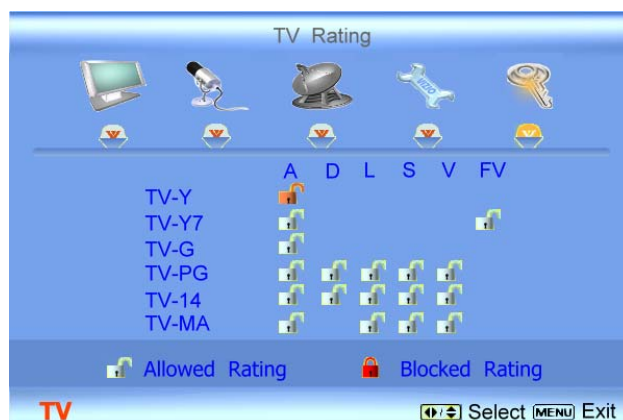 TV Rating
VIZIO
A D L S V FV
TV-Y
TV-Y7
TV-G
TV-PG
TV-14
TV-MA
Allowed Rating Blocked Rating
TV Select MENU Exit